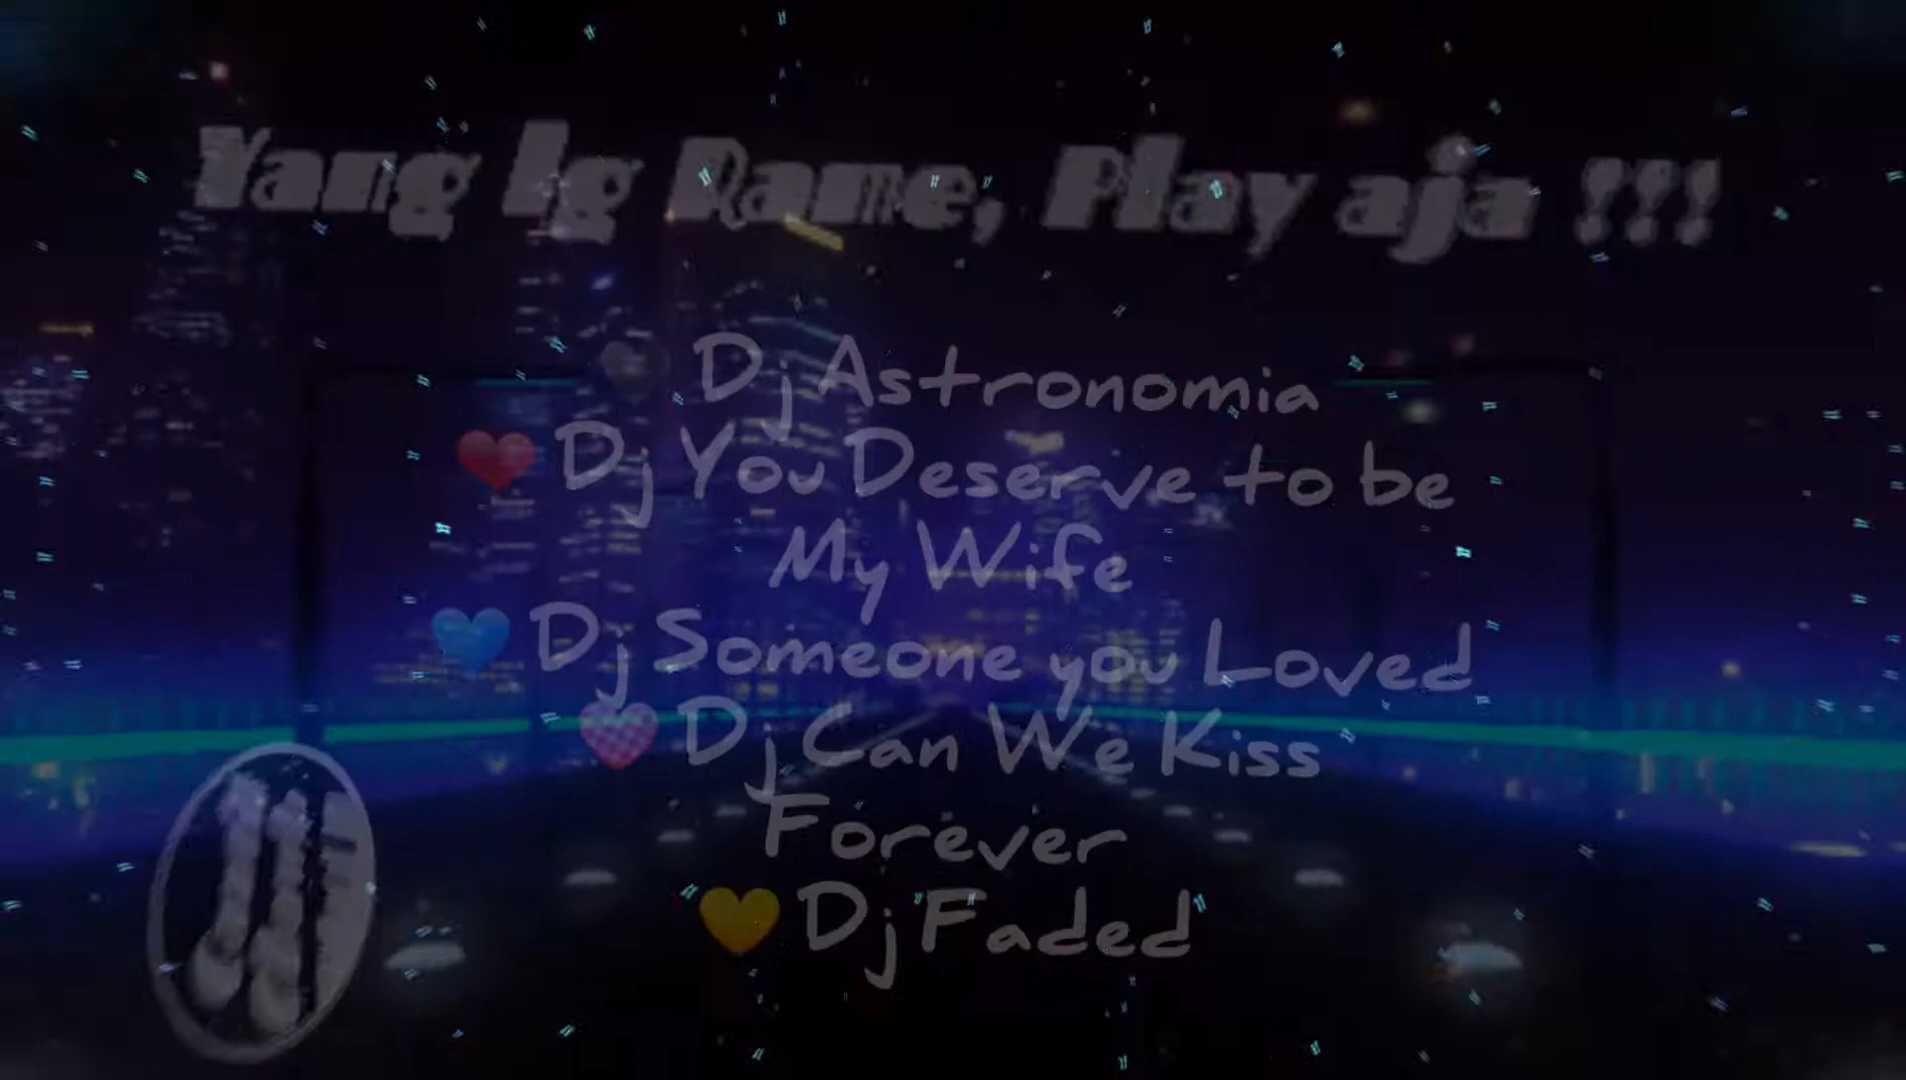 Yang Lg Rame, Play aja !!!
🖤 Dj Astronomia
❤️ Dj You Deserve to be
My Wife
💙 Dj Someone you Loved
💗 Dj Can We Kiss
Forever
💛 Dj Faded